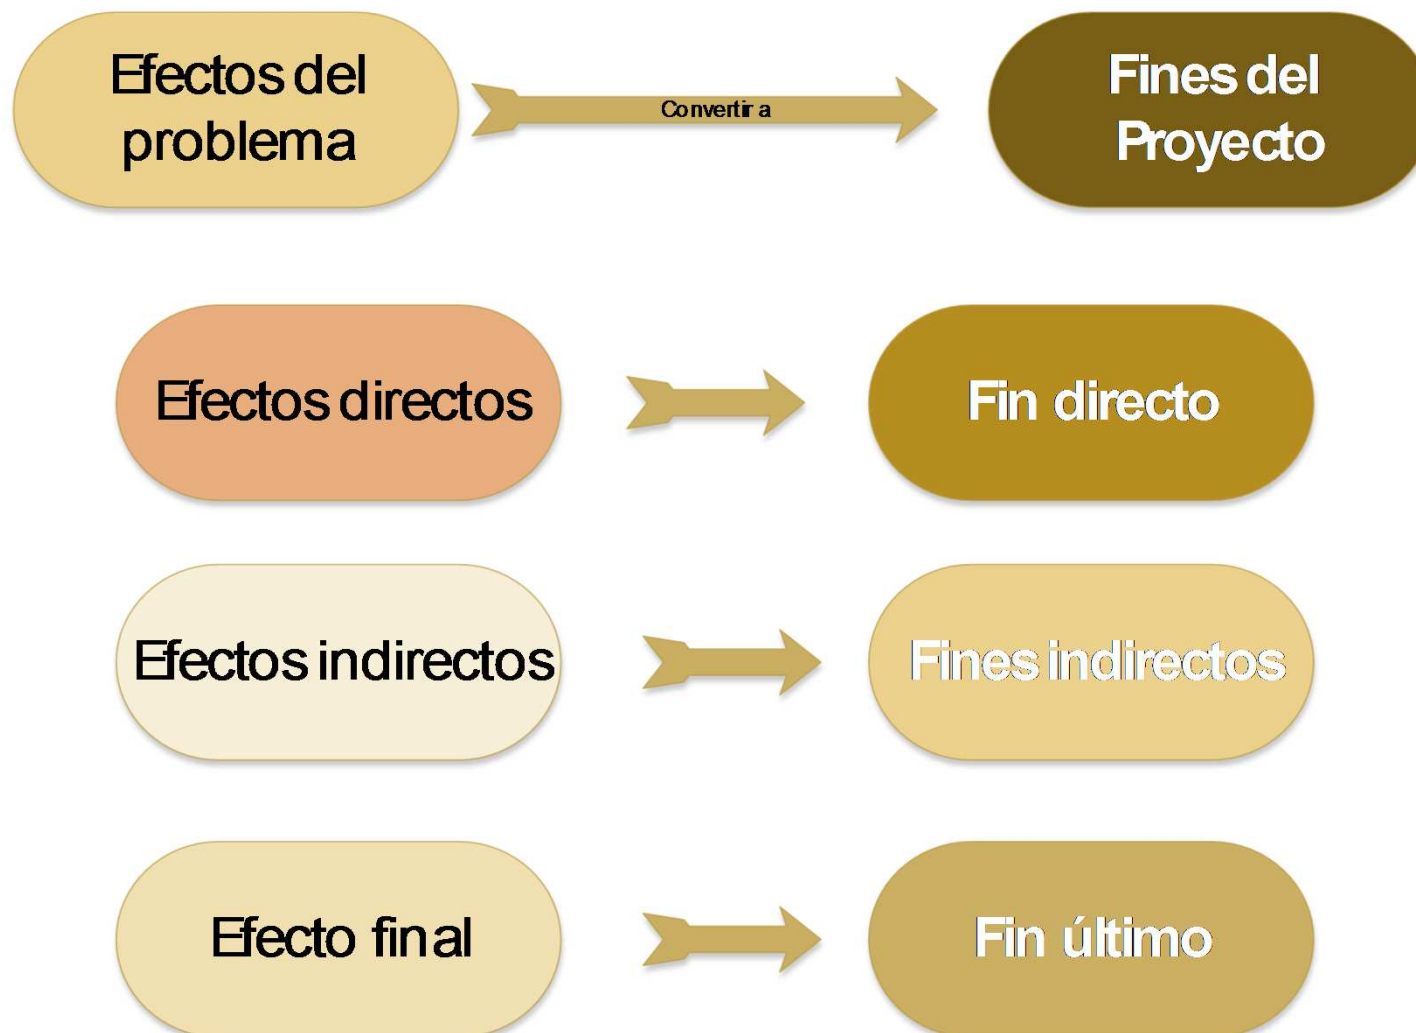 Efectos del
problema
Convertir a
Fines del
Proyecto
Efectos directos
Fin directo
Efectos indirectos
Fines indirectos
Efecto final
Fin último